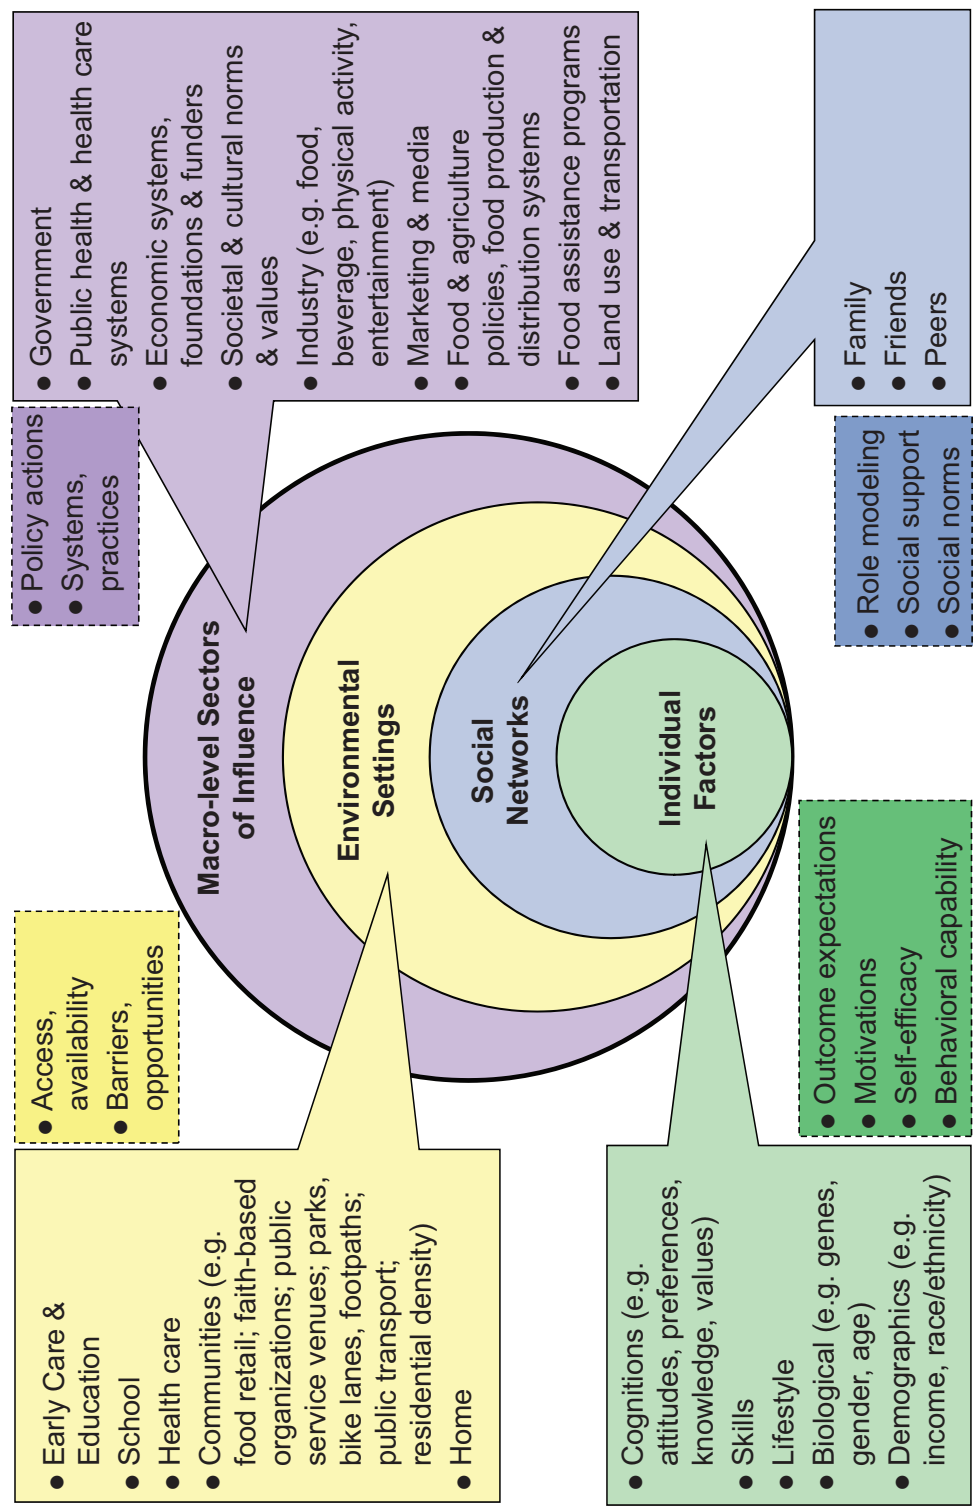 ● Early Care &
Education
● School
● Health care
● Communities (e.g.
food retail; faith-based
organizations; public
service venues; parks,
bike lanes, footpaths;
public transport;
residential density)
● Home
● Access,
availability
● Barriers,
opportunities
● Policy actions
● Systems,
practices
● Government
● Public health & health care
systems
● Economic systems,
foundations & funders
● Societal & cultural norms
& values
● Industry (e.g. food,
beverage, physical activity,
entertainment)
● Marketing & media
● Food & agriculture
policies, food production &
distribution systems
● Food assistance programs
● Land use & transportation
Macro-level Sectors
of Influence
Environmental
Settings
Social
Networks
Individual
Factors
● Cognitions (e.g.
attitudes, preferences,
knowledge, values)
● Skills
● Lifestyle
● Biological (e.g. genes,
gender, age)
● Demographics (e.g.
income, race/ethnicity)
● Outcome expectations
● Motivations
● Self-efficacy
● Behavioral capability
● Role modeling
● Social support
● Social norms
● Family
● Friends
● Peers